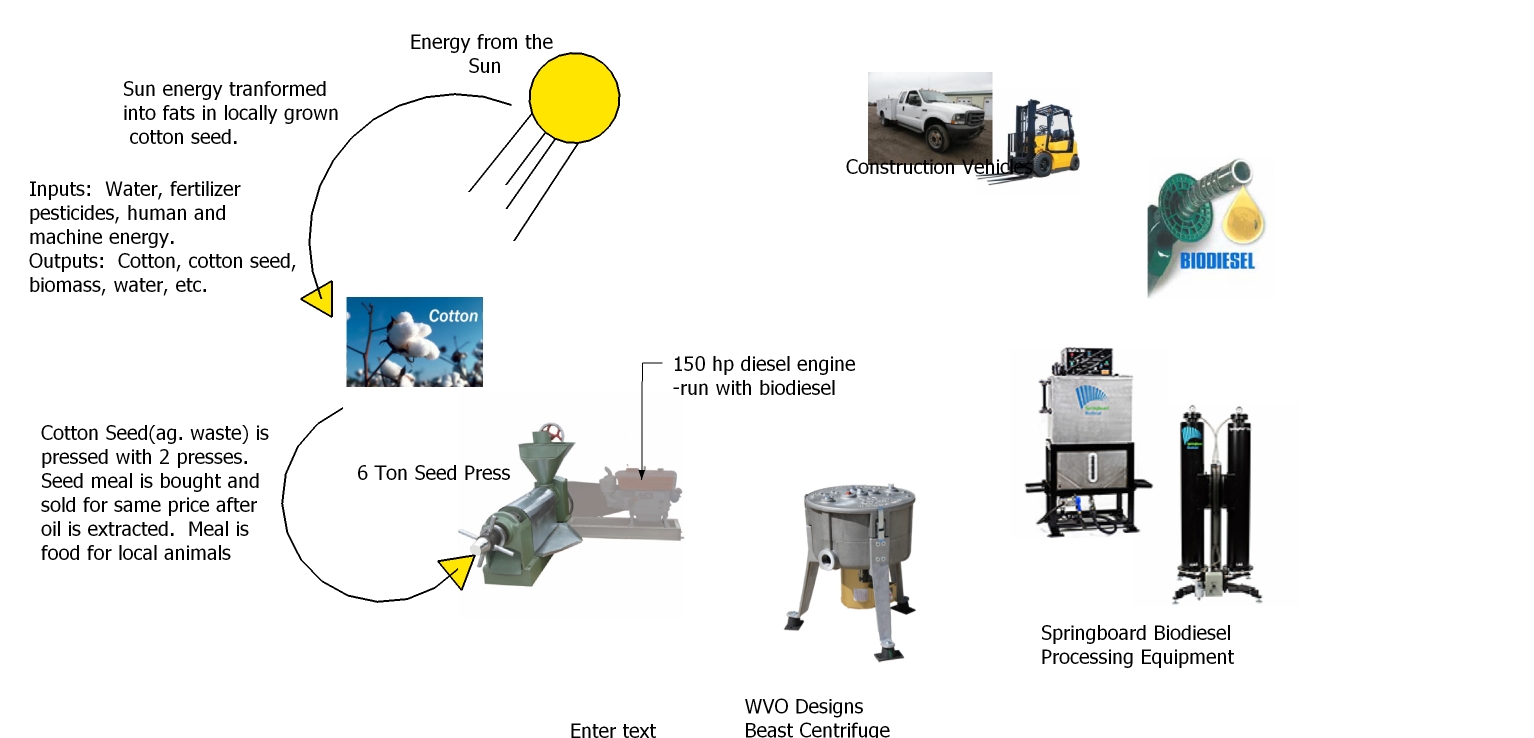 Energy from the
Sun
Sun energy tranformed
into fats in locally grown
cotton seed.
Inputs:  Water, fertilizer
pesticides, human and
machine energy.
Outputs:  Cotton, cotton seed,
biomass, water, etc.
Cotton
Construction Vehicles
BIODIESEL
150 hp diesel engine
-run with biodiesel
Cotton Seed(ag. waste) is
pressed with 2 presses.
Seed meal is bought and
sold for same price after
oil is extracted.  Meal is
food for local animals
6 Ton Seed Press
Springboard
Biodiesel
Springboard Biodiesel
Processing Equipment
WVO Designs
Beast Centrifuge
Enter text